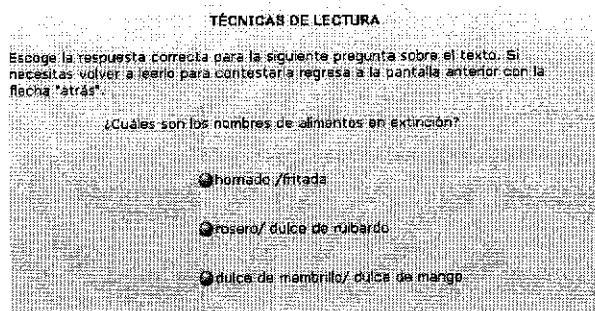 TÉCNICAS DE LECTURA
Escoge la respuesta correcta para la siguiente pregunta sobre el texto. Si
necesitas volver a leerlo para contestarla regresa a la pantalla anterior con la
flecha "atrás".
¿Cuáles son los nombres de alimentos en extinción?
hornado /fritada
rosero/ dulce de ruibardo
dulce de membrillo/ dulce de mango